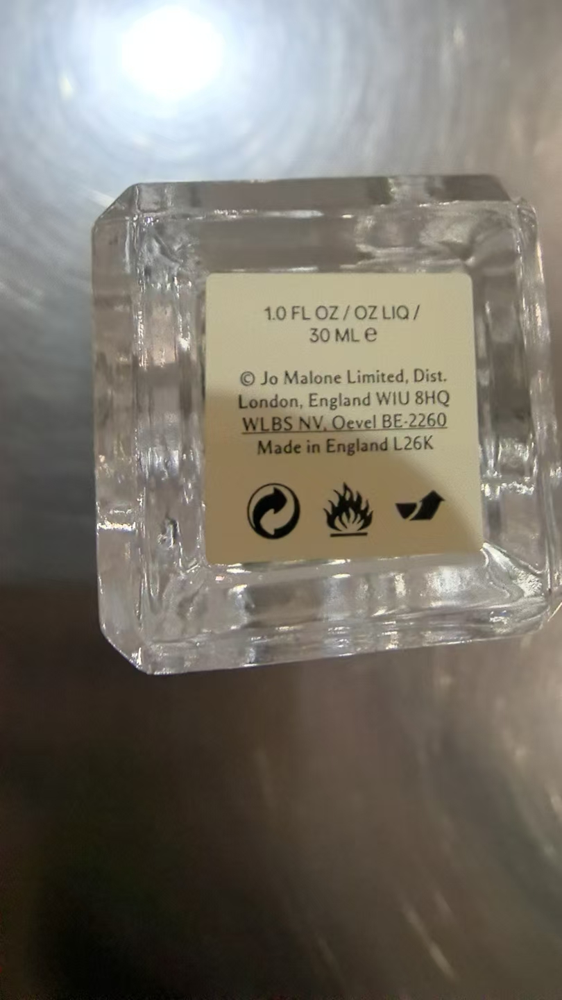 1.0 FL OZ / OZ LIQ /
30 ML ℮
© Jo Malone Limited, Dist.
London, England W1U 8HQ
WLBS NV, Oevel BE-2260
Made in England L26K